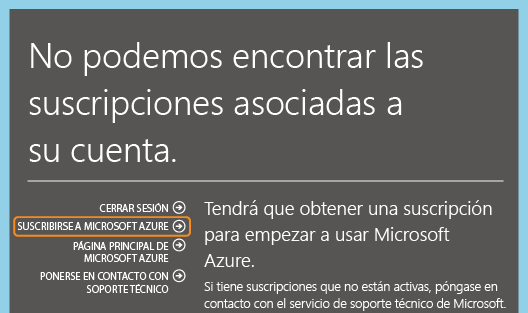 No podemos encontrar las
suscripciones asociadas a
su cuenta.
CERRAR SESIÓN
SUSCRIBIRSE A MICROSOFT AZURE
PÁGINA PRINCIPAL DE
MICROSOFT AZURE
PONERSE EN CONTACTO CON
SOPORTE TÉCNICO
Tendrá que obtener una suscripción
para empezar a usar Microsoft
Azure.
Si tiene suscripciones que no están activas, póngase en
contacto con el servicio de soporte técnico de Microsoft.